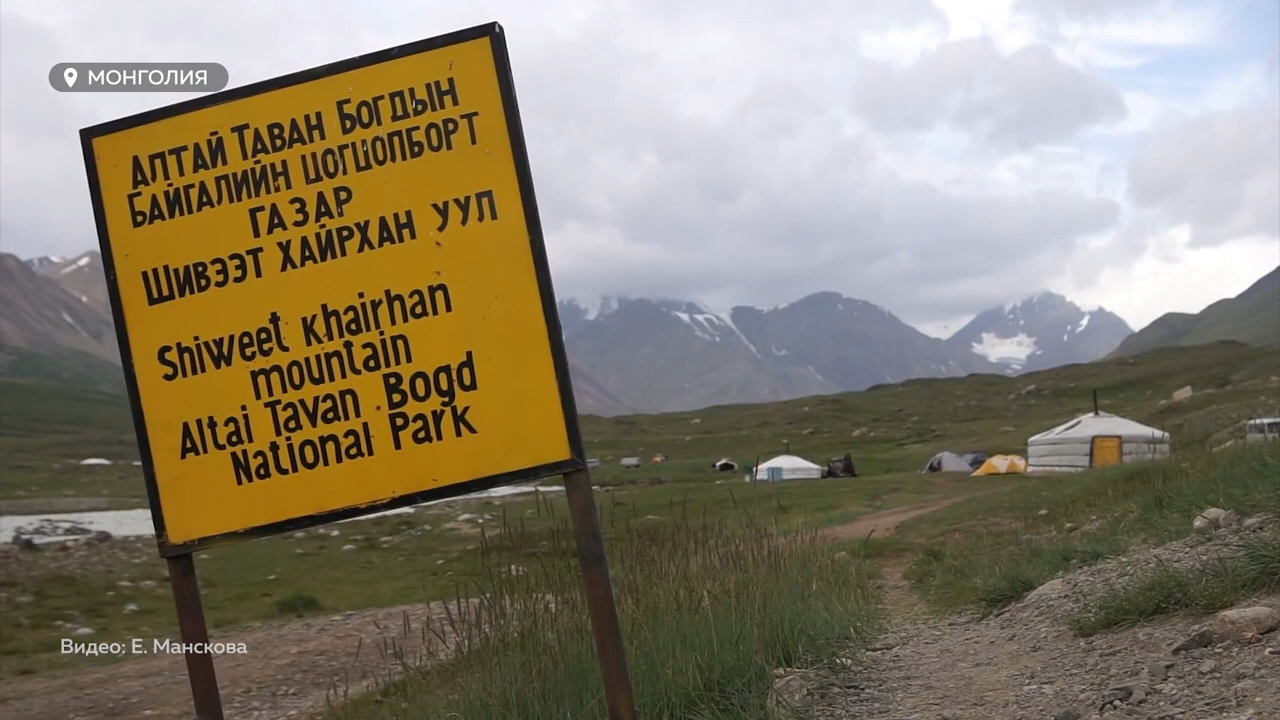 МОНГОЛИЯ
АЛТАЙ ТАВАН БОГДЫН
БАЙГАЛИЙН ЦОГЦОЛБОРТ
ГАЗАР
ШИВЭЭТ ХАЙРХАН УУЛ
Shiweet Khairhan
mountain
Altai Tavan Bogd
National Park
Видео: Е. Манскова